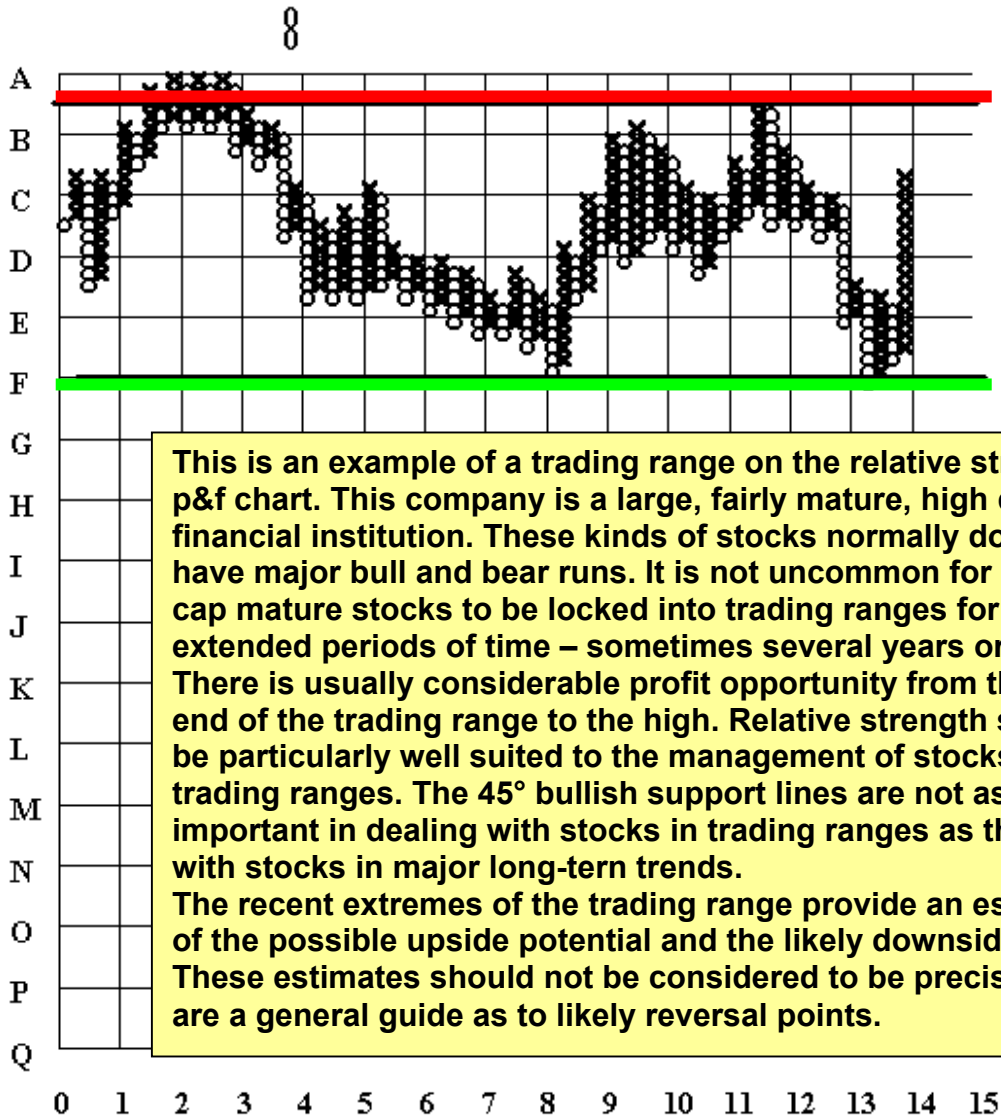 8
8
A
B
C
D
E
F
G
H
I
J
K
L
M
N
O
P
Q
This is an example of a trading range on the relative
p&f chart. This company is a large, fairly mature, high
financial institution. These kinds of stocks normally
have major bull and bear runs. It is not uncommon for
cap mature stocks to be locked into trading ranges for
extended periods of time – sometimes several years
There is usually considerable profit opportunity from
end of the trading range to the high. Relative strength
be particularly well suited to the management of stocks
trading ranges. The 45° bullish support lines are not as
important in dealing with stocks in trading ranges as
with stocks in major long-tern trends.
The recent extremes of the trading range provide an
of the possible upside potential and the likely
These estimates should not be considered to be
are a general guide as to likely reversal points.
0 1 2 3 4 5 6 7 8 9 10 11 12 13 14 15